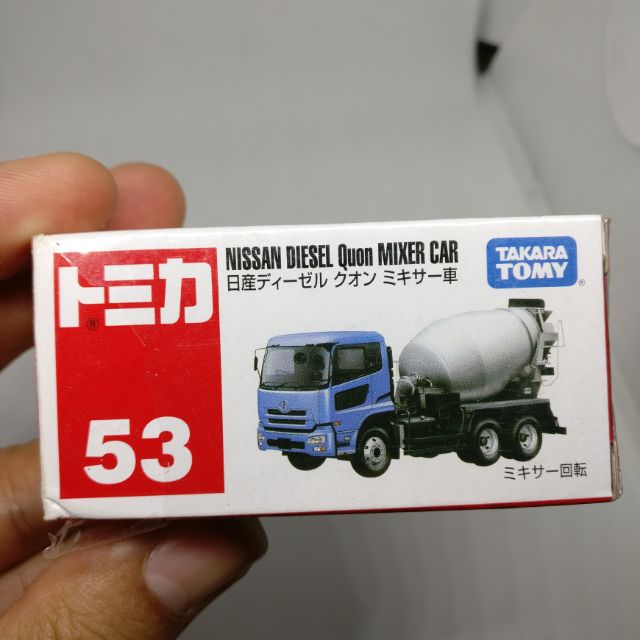 トミカ
®
53
NISSAN DIESEL Quon MIXER CAR
日産ディーゼル クオン ミキサー車
TAKARA
TOMY®
ミキサー回転